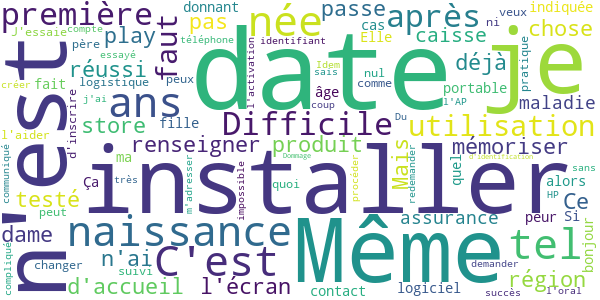 première
donnant
née
passe
après
indiquée
J'essaie
compte
pas
cas
Elle
veux
ni
play
faut
caisse
chose
père
essayé
téléphone
identifiant
date
je
réussi
peux
l'activation
Idem
sais
nul
comme
déjà
pratique
logistique
âge
coup
portable
maladie
créer
fait
j'ai
ans
l'AP
n'est
d'inscrire
store
fille
Difficile
Du
utilisation
l'aider
renseigner
produit
Mais
redemander
mémoriser
ma
Ça
très
m'adresser
impossible
quoi
Dommage
procéder
quel
d'identification
sans
communiqué
installer
alors
HP
Ce
testé
peut
dame
naissance
Même
assurance
peur
Si
bonjour
n'ai
C'est
tel
compliqué
changer
suivi
d'accueil
l'écran
contact
logiciel
demander
succès
région
l'oral